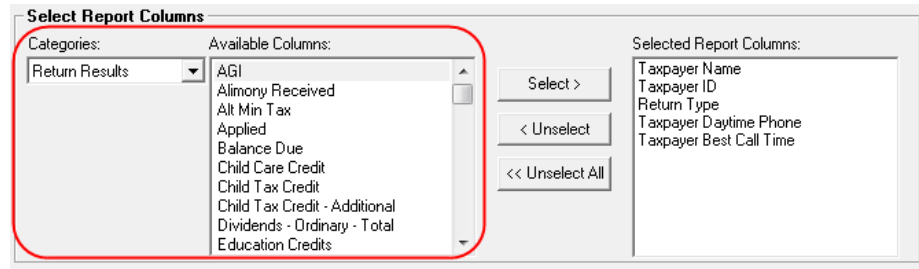 Select Report Columns
Categories:
Return Results
Available Columns:
AGI
Alimony Received
Alt Min Tax
Applied
Balance Due
Child Care Credit
Child Tax Credit
Child Tax Credit - Additional
Dividends - Ordinary - Total
Education Credits
Select >
< Unselect
<< Unselect All
Selected Report Columns:
Taxpayer Name
Taxpayer ID
Return Type
Taxpayer Daytime Phone
Taxpayer Best Call Time